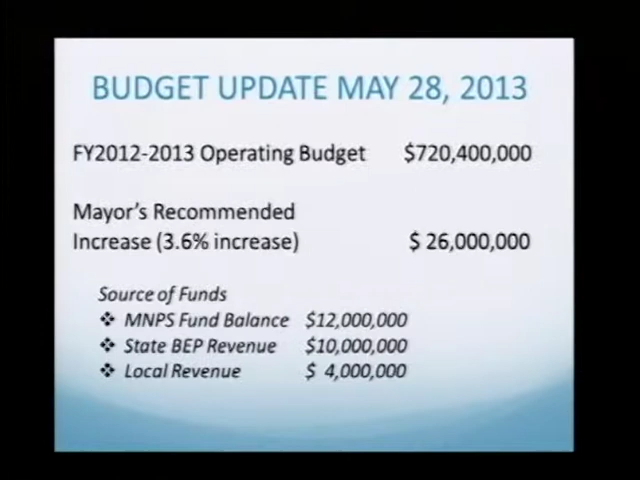 BUDGET UPDATE MAY 28, 2013
FY2012-2013 Operating Budget $720,400,000
Mayor's Recommended
Increase (3.6% increase) $ 26,000,000
Source of Funds
❖ MNPS Fund Balance $12,000,000
❖ State BEP Revenue $10,000,000
❖ Local Revenue $ 4,000,000